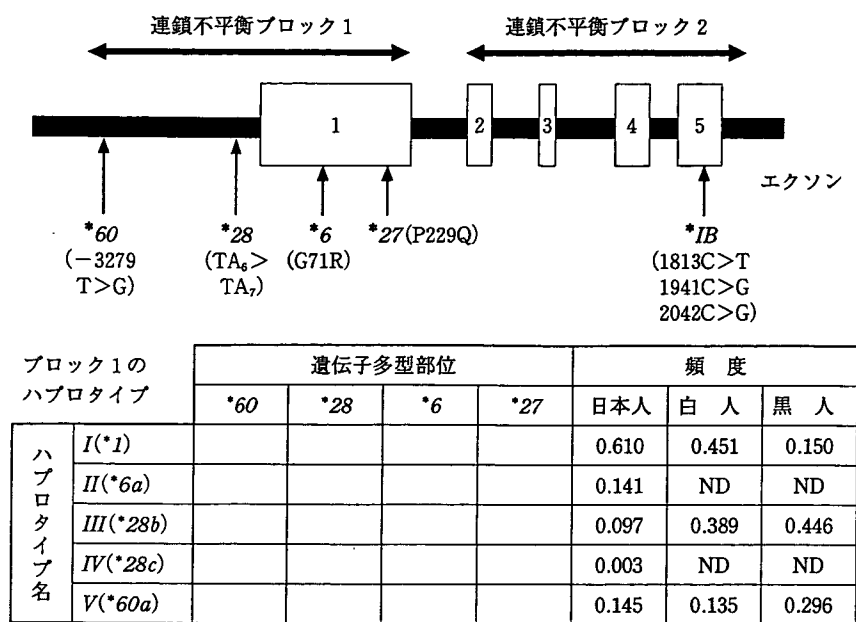 連鎖不平衡ブロック1 連鎖不平衡ブロック2
1 2 3 4 5
エクソン
*60 *28 *6 *27(P229Q) *IB
(−3279 (TA₆> (G71R) (1813C>T
T>G) TA₇) 1941C>G
2042C>G)
ブロック1の 遺伝子多型部位 頻 度
ハプロタイプ *60 *28 *6 *27 日本人 白 人 黒 人
ハプロタイプ名
I(*1) 0.610 0.451 0.150
II(*6a) 0.141 ND ND
III(*28b) 0.097 0.389 0.446
IV(*28c) 0.003 ND ND
V(*60a) 0.145 0.135 0.296